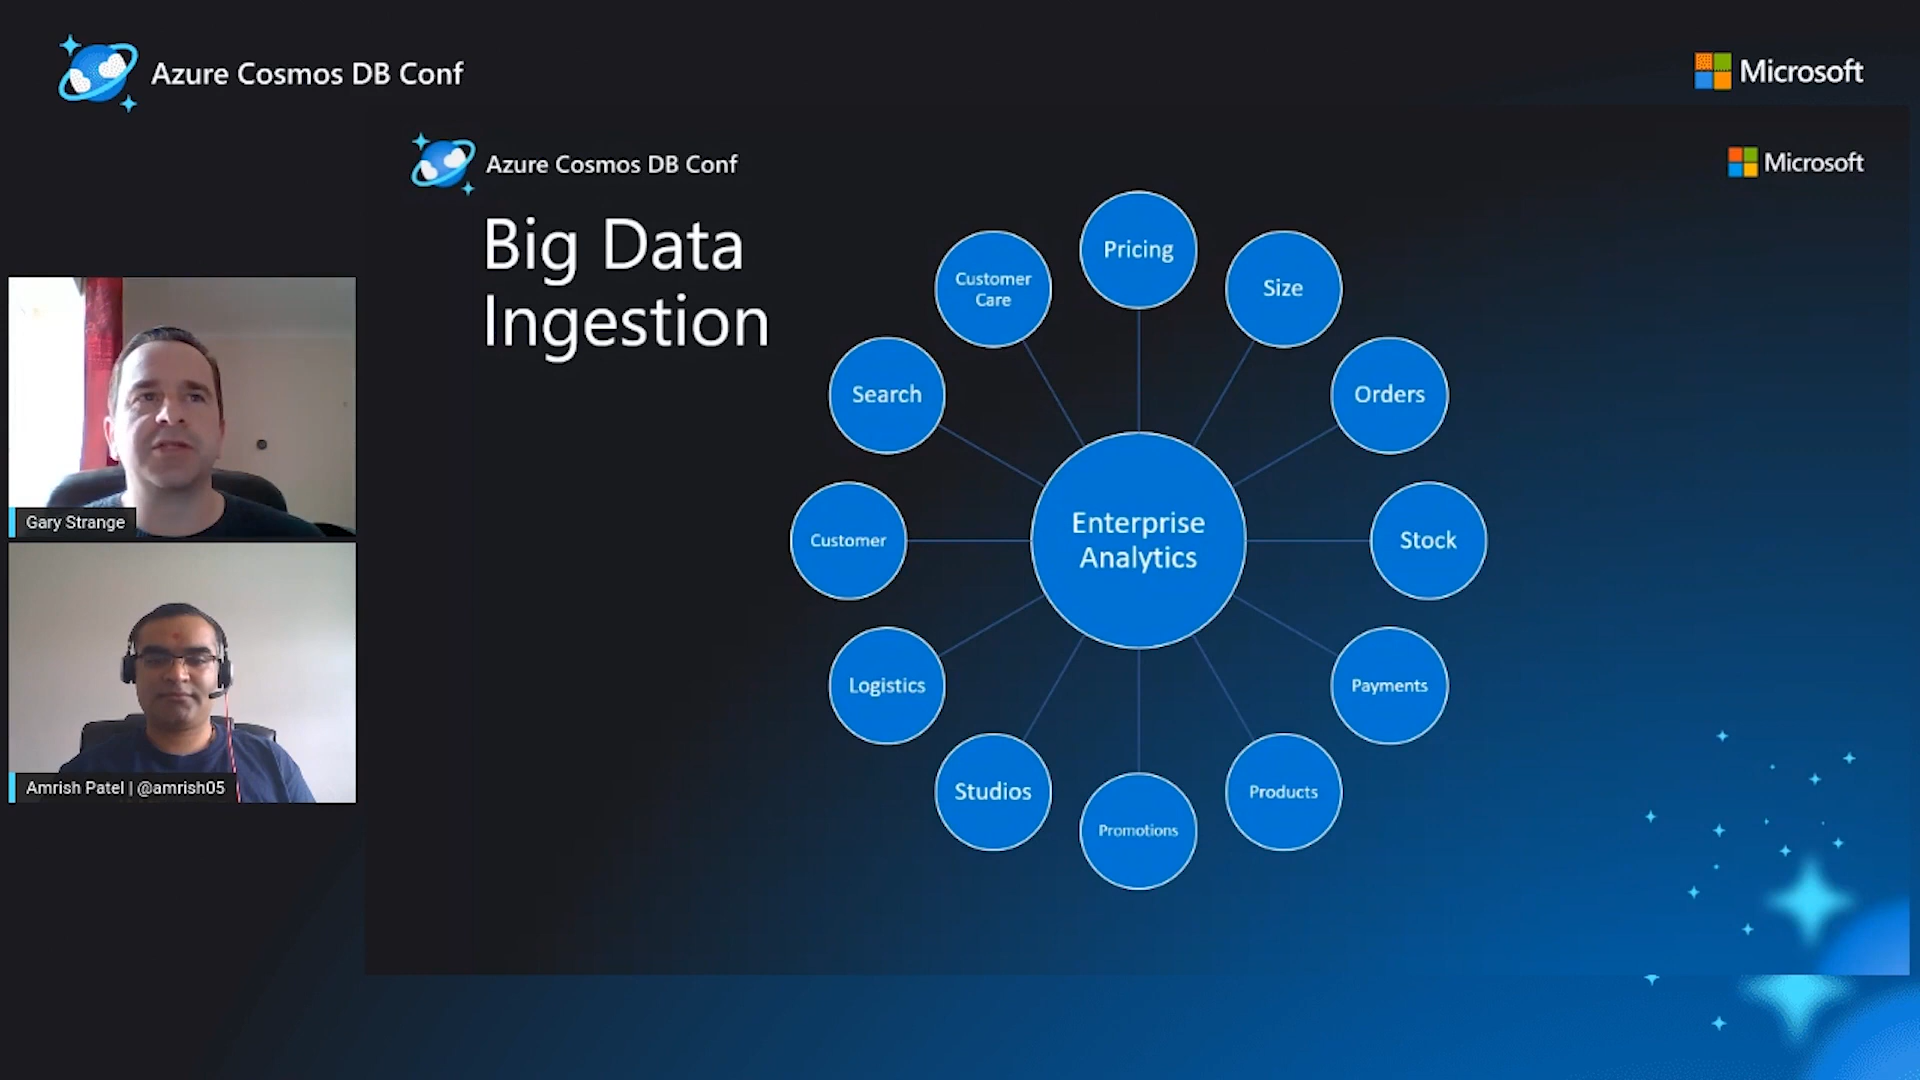 Azure Cosmos DB Conf
Microsoft
Azure Cosmos DB Conf
Microsoft
Big Data
Ingestion
Pricing
Size
Orders
Stock
Payments
Products
Promotions
Studios
Logistics
Customer
Search
Customer
Care
Enterprise
Analytics
Gary Strange
Amrish Patel | @amrish05